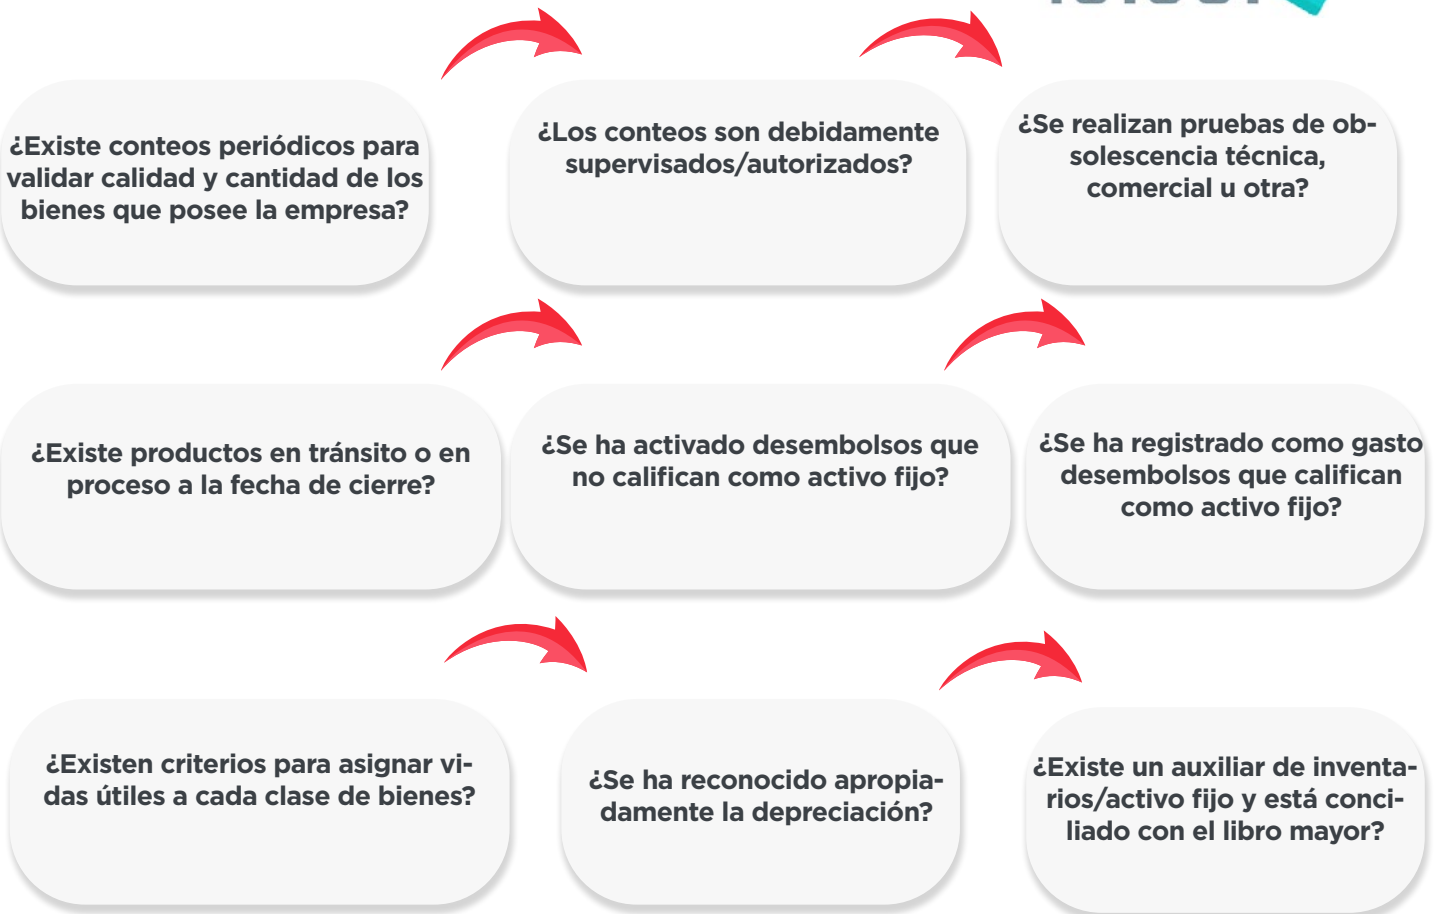 ¿Existe conteos periódicos para
validar calidad y cantidad de los
bienes que posee la empresa?
¿Los conteos son debidamente
supervisados/autorizados?
¿Se realizan pruebas de ob-
solescencia técnica,
comercial u otra?
¿Existe productos en tránsito o en
proceso a la fecha de cierre?
¿Se ha activado desembolsos que
no califican como activo fijo?
¿Se ha registrado como gasto
desembolsos que califican
como activo fijo?
¿Existen criterios para asignar vi-
das útiles a cada clase de bienes?
¿Se ha reconocido apropia-
damente la depreciación?
¿Existe un auxiliar de inventa-
rios/activo fijo y está conci-
liado con el libro mayor?